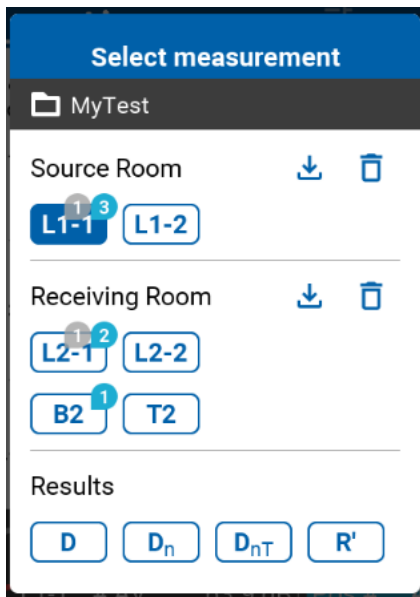 Select measurement
MyTest
Source Room
1 3
L1-1 L1-2
Receiving Room
1 2
L2-1 L2-2
1
B2 T2
Results
D Dn DnT R'